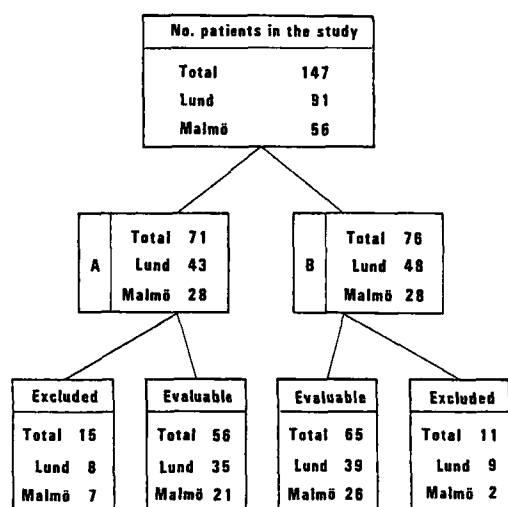 No. patients in the study
Total 147
Lund 91
Malmö 56
A
Total 71
Lund 43
Malmö 28
B
Total 76
Lund 48
Malmö 28
Excluded
Total 15
Lund 8
Malmö 7
Evaluable
Total 56
Lund 35
Malmö 21
Evaluable
Total 65
Lund 39
Malmö 26
Excluded
Total 11
Lund 9
Malmö 2